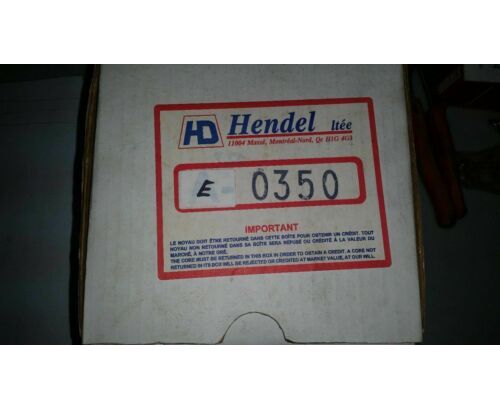 HD Hendel ltée
11004 Massé, Montréal-Nord, Qc H1G 4G3
E 0350
IMPORTANT
LE NOYAU DOIT ÊTRE RETOURNÉ DANS CETTE BOÎTE POUR OBTENIR UN CRÉDIT. TOUT
NOYAU NON RETOURNÉ DANS SA BOÎTE SERA REFUSÉ OU CRÉDITÉ À LA VALEUR DU
MARCHÉ, À NOTRE GRÉ.
THE CORE MUST BE RETURNED IN THIS BOX IN ORDER TO OBTAIN A CREDIT. A CORE NOT
RETURNED IN ITS BOX WILL BE REJECTED OR CREDITED AT MARKET VALUE, AT OUR WILL.